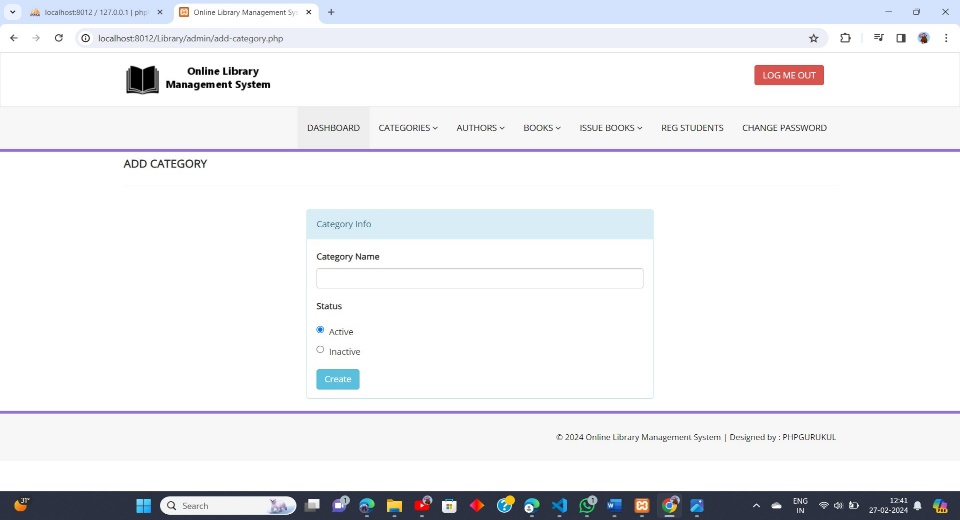 localhost:8012 / 127.0.0.1 | php
Online Library Management Sy
localhost:8012/Library/admin/add-category.php
Online Library
Management System
LOG ME OUT
DASHBOARD CATEGORIES AUTHORS BOOKS ISSUE BOOKS REG STUDENTS CHANGE PASSWORD
ADD CATEGORY
Category Info
Category Name
Status
Active
Inactive
Create
© 2024 Online Library Management System | Designed by : PHPGURUKUL
31°
Search
1
1
ENG
IN
12:41
27-02-2024